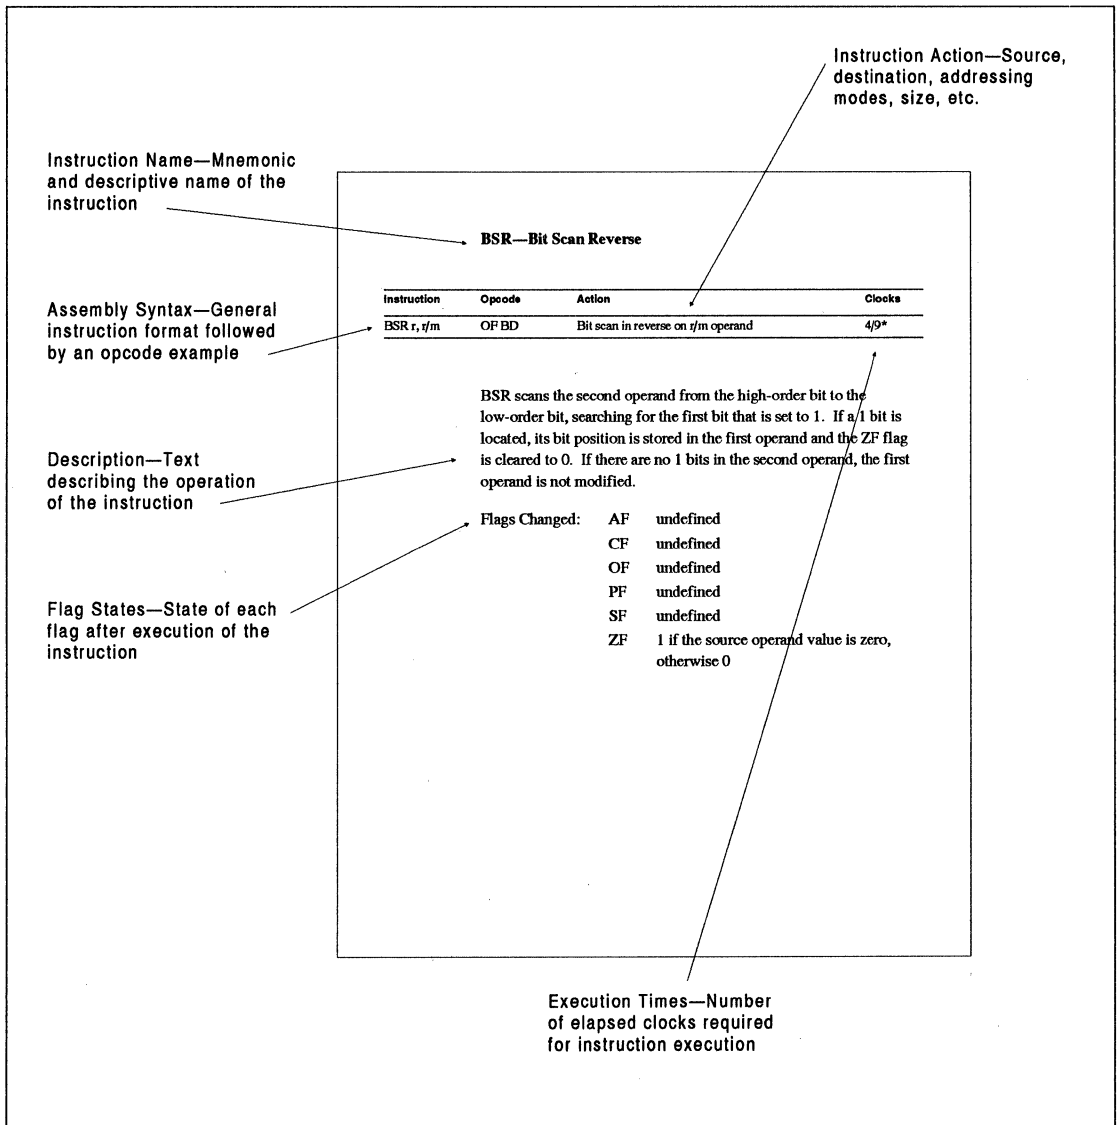 Instruction Action—Source,
destination, addressing
modes, size, etc.
Instruction Name—Mnemonic
and descriptive name of the
instruction
BSR—Bit Scan Reverse
Instruction Opcode Action Clocks
BSR r, r/m OF BD Bit scan in reverse on r/m operand 4/9*
Assembly Syntax—General
instruction format followed
by an opcode example
BSR scans the second operand from the high-order bit to the
low-order bit, searching for the first bit that is set to 1. If a 1 bit is
located, its bit position is stored in the first operand and the ZF flag
is cleared to 0. If there are no 1 bits in the second operand, the first
operand is not modified.
Description—Text
describing the operation
of the instruction
Flags Changed: AF undefined
CF undefined
OF undefined
PF undefined
SF undefined
ZF 1 if the source operand value is zero,
otherwise 0
Flag States—State of each
flag after execution of the
instruction
Execution Times—Number
of elapsed clocks required
for instruction execution